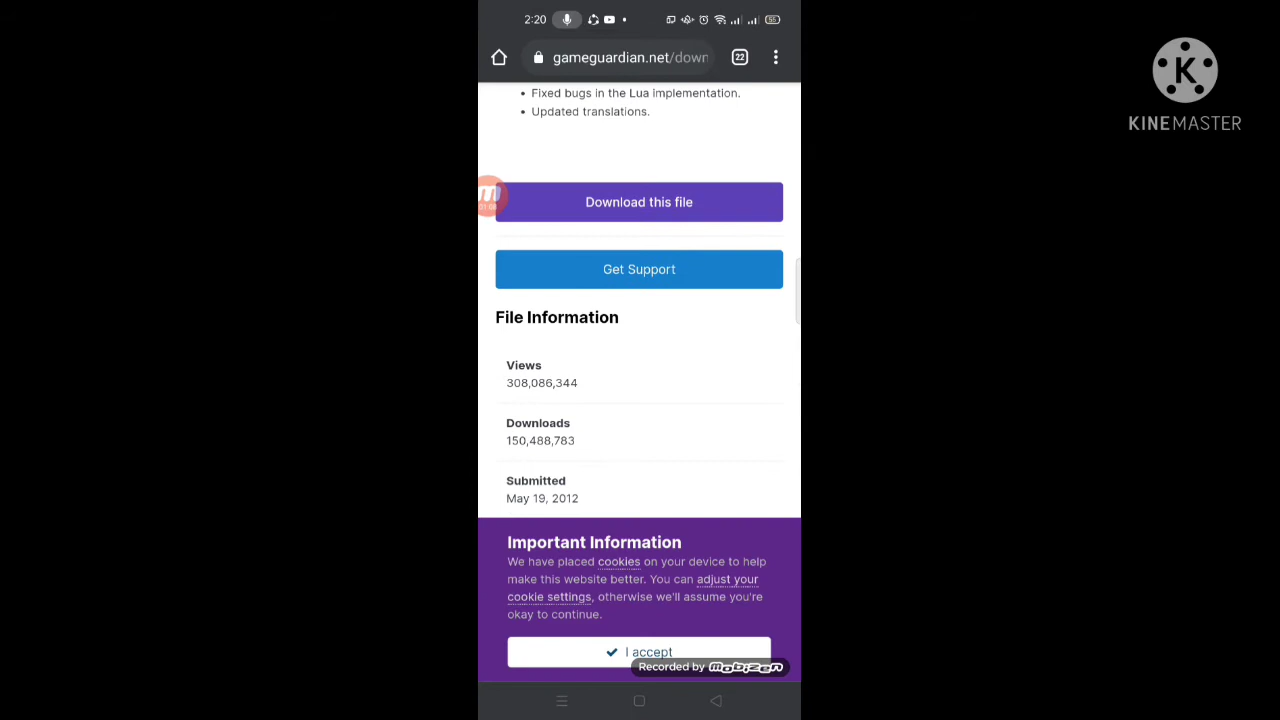 2:20
55
gameguardian.net/down
22
K
KINEMASTER
Fixed bugs in the Lua implementation.
Updated translations.
Download this file
Get Support
File Information
Views
308,086,344
Downloads
150,488,783
Submitted
May 19, 2012
Important Information
We have placed cookies on your device to help
make this website better. You can adjust your
cookie settings, otherwise we'll assume you're
okay to continue.
I accept
Recorded by mobizen